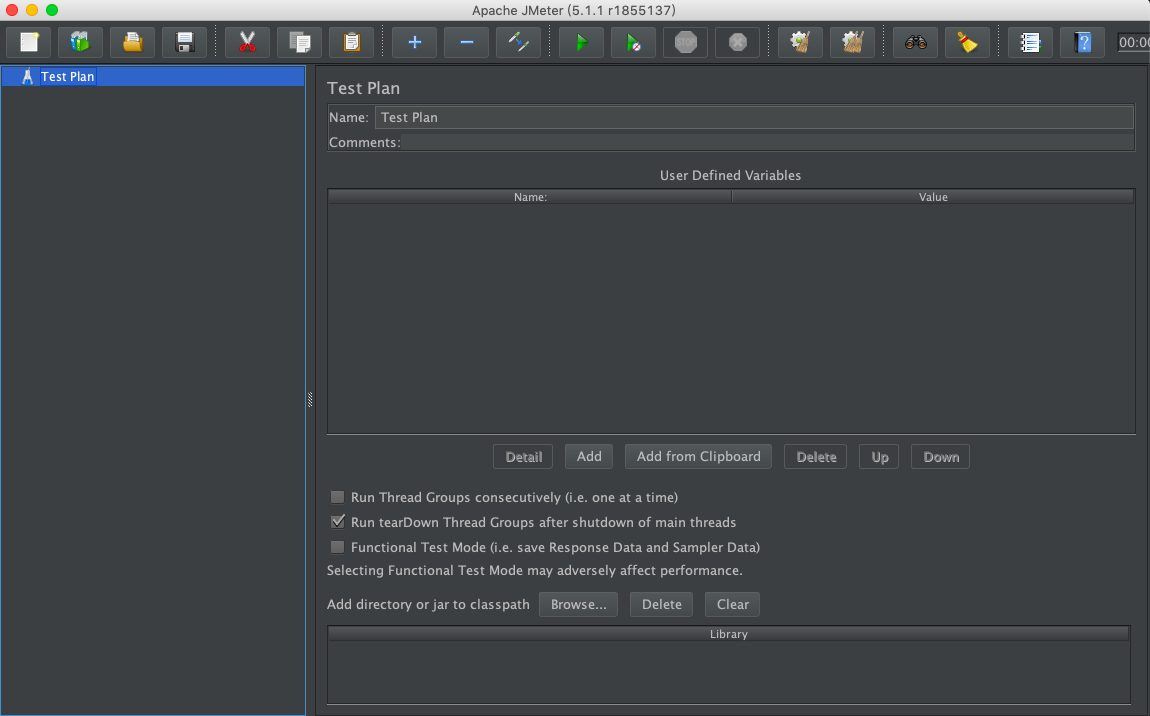 Apache JMeter (5.1.1 r1855137)
STOP
?
00:00
Test Plan
Test Plan
Name: Test Plan
Comments:
User Defined Variables
Name: Value
Detail Add Add from Clipboard Delete Up Down
Run Thread Groups consecutively (i.e. one at a time)
Run tearDown Thread Groups after shutdown of main threads
Functional Test Mode (i.e. save Response Data and Sampler Data)
Selecting Functional Test Mode may adversely affect performance.
Add directory or jar to classpath Browse... Delete Clear
Library